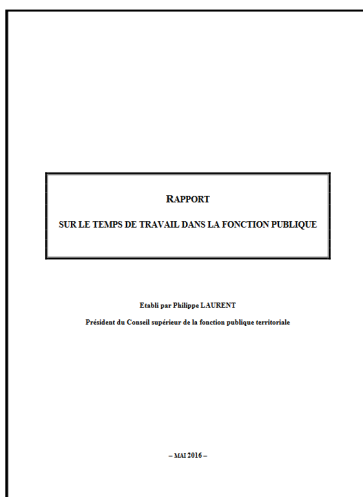 RAPPORT
SUR LE TEMPS DE TRAVAIL DANS LA FONCTION PUBLIQUE
Etabli par Philippe LAURENT
Président du Conseil supérieur de la fonction publique territoriale
– MAI 2016 –